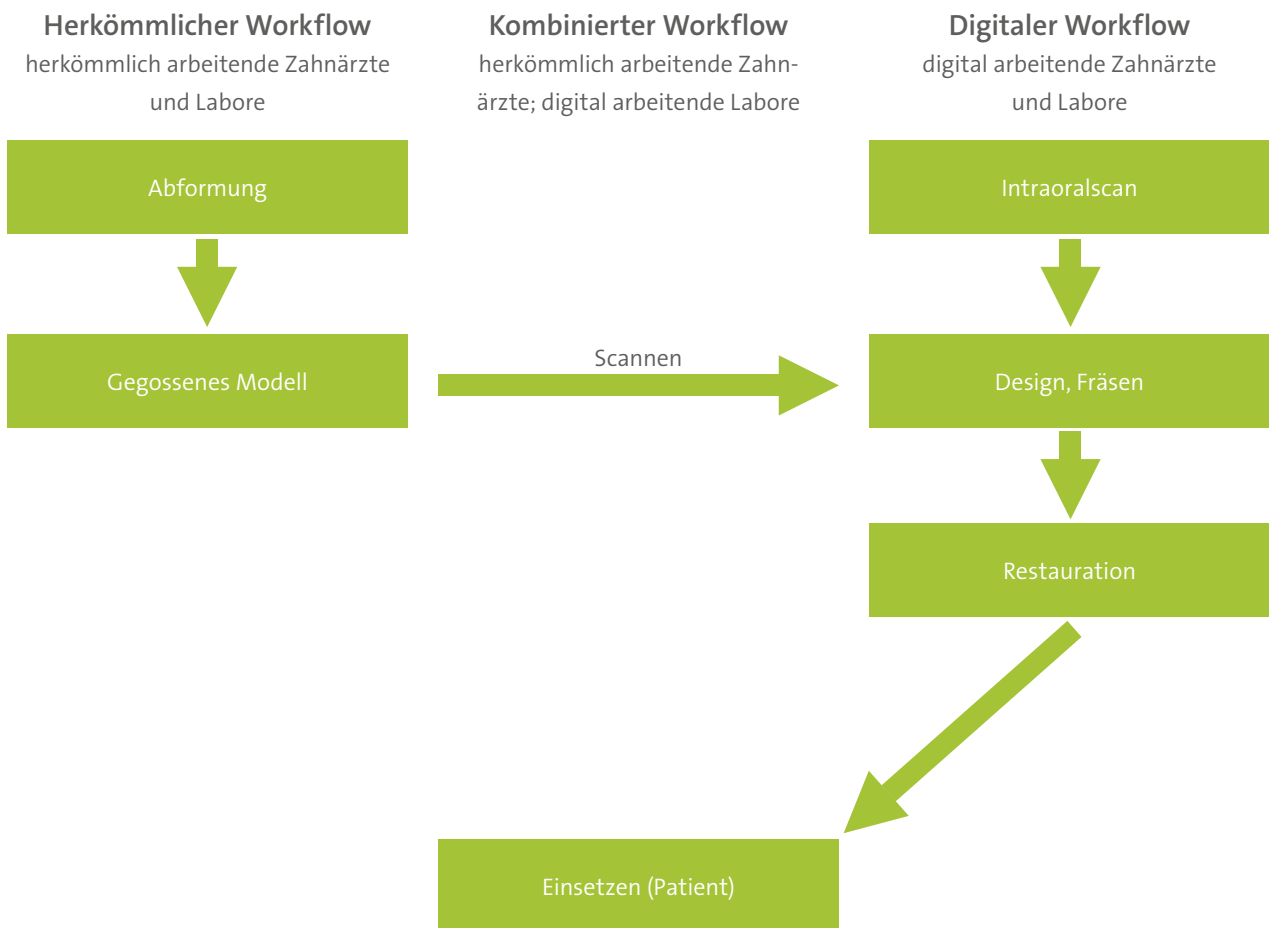 Herkömmlicher Workflow
herkömmlich arbeitende Zahnärzte
und Labore
Kombinierter Workflow
herkömmlich arbeitende Zahn-
ärzte; digital arbeitende Labore
Digitaler Workflow
digital arbeitende Zahnärzte
und Labore
Abformung
Intraoralscan
Gegossenes Modell
Scannen
Design, Fräsen
Restauration
Einsetzen (Patient)